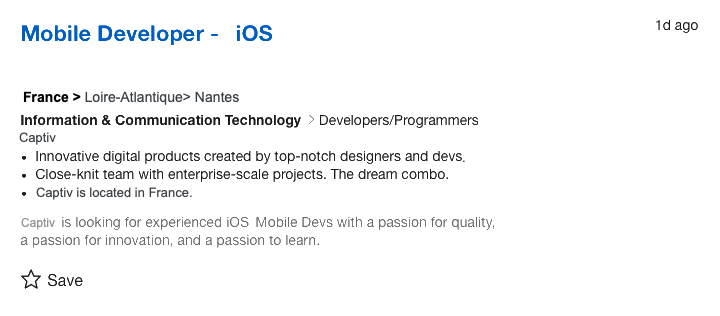 Mobile Developer - iOS
1d ago
France > Loire-Atlantique> Nantes
Information & Communication Technology > Developers/Programmers
Captiv
• Innovative digital products created by top-notch designers and devs.
• Close-knit team with enterprise-scale projects. The dream combo.
• Captiv is located in France.
Captiv is looking for experienced iOS Mobile Devs with a passion for quality,
a passion for innovation, and a passion to learn.
Save